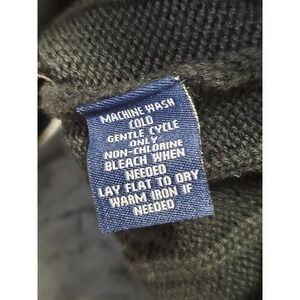 MACHINE WASH
COLD
GENTLE CYCLE
ONLY
NON-CHLORINE
BLEACH WHEN
NEEDED
LAY FLAT TO DRY
WARM IRON IF
NEEDED